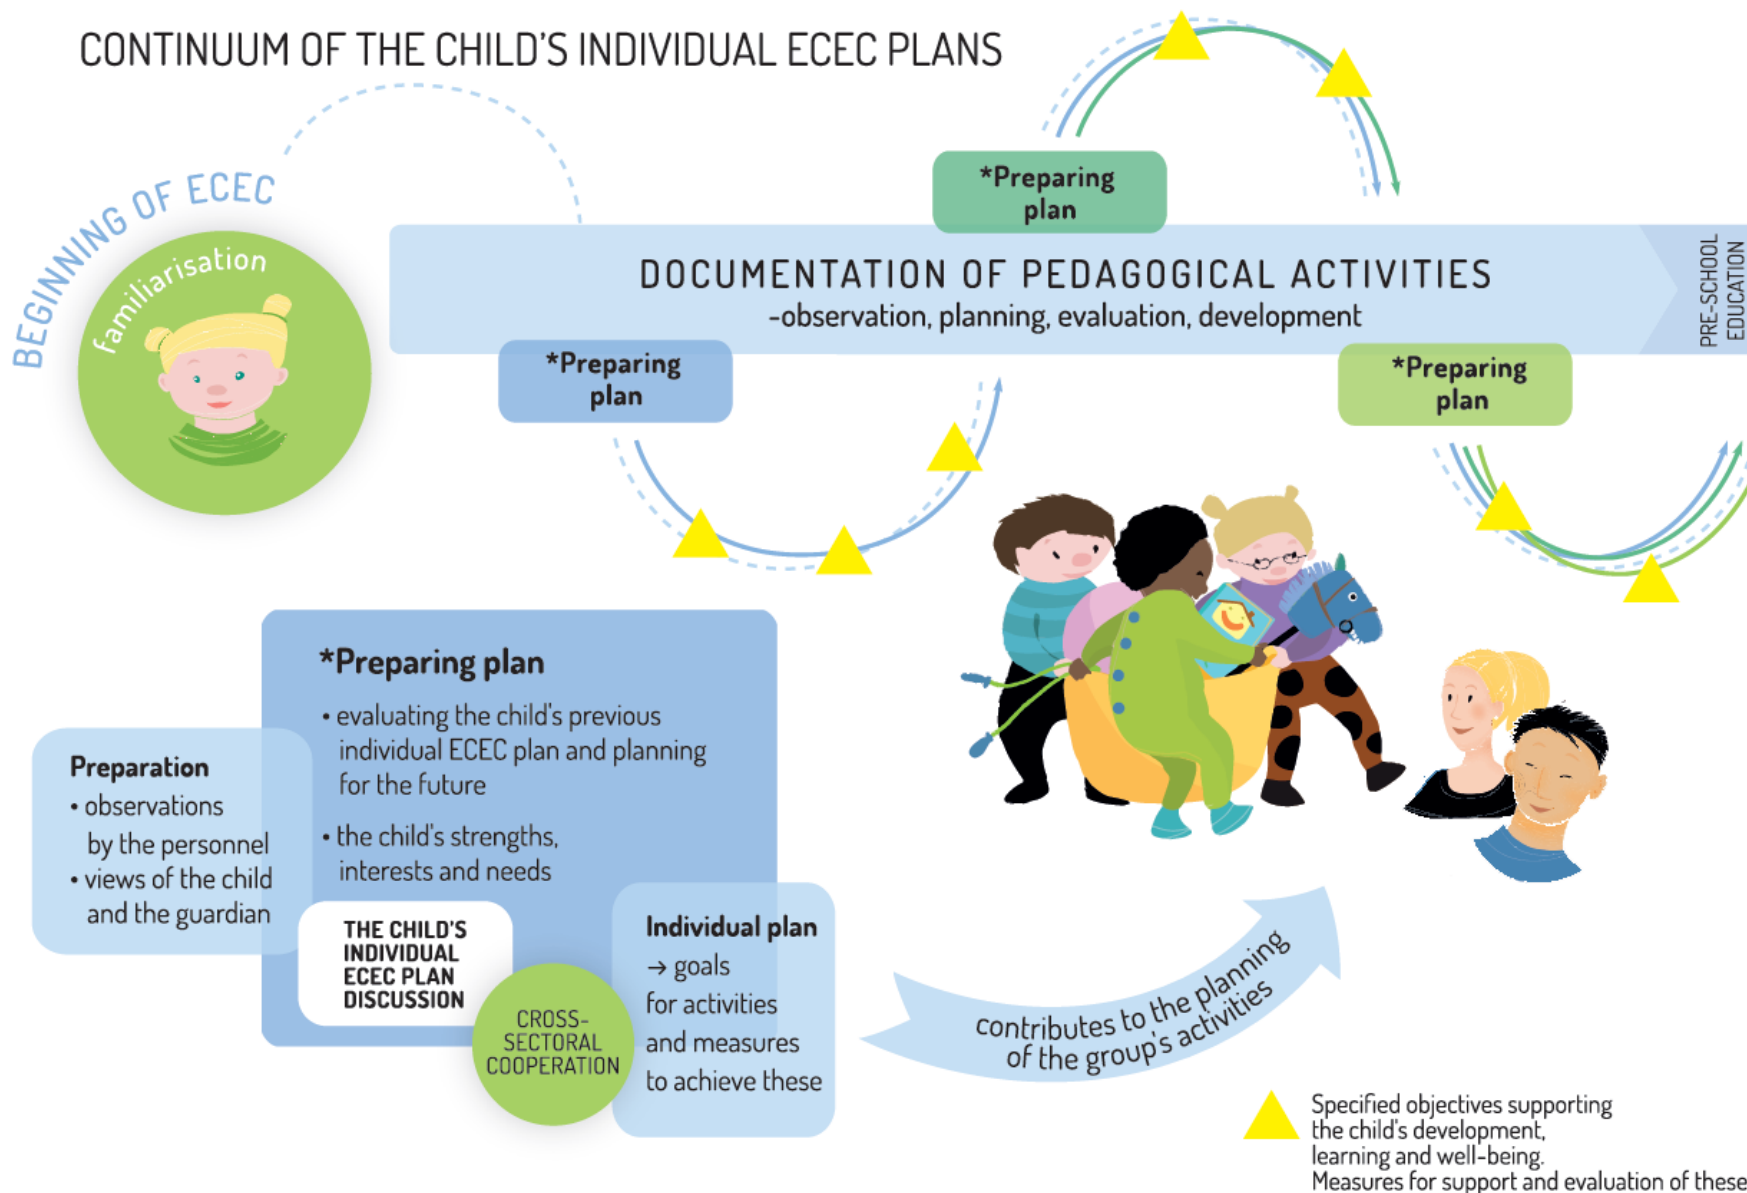 CONTINUUM OF THE CHILD'S INDIVIDUAL ECEC PLANS
BEGINNING OF ECEC
familiarisation
*Preparing
plan
DOCUMENTATION OF PEDAGOGICAL ACTIVITIES
-observation, planning, evaluation, development
PRE-SCHOOL
EDUCATION
*Preparing
plan
*Preparing
plan
*Preparing plan
• evaluating the child's previous
individual ECEC plan and planning
for the future
• the child's strengths,
interests and needs
Preparation
• observations
by the personnel
• views of the child
and the guardian
THE CHILD'S
INDIVIDUAL
ECEC PLAN
DISCUSSION
CROSS-
SECTORAL
COOPERATION
Individual plan
→ goals
for activities
and measures
to achieve these
contributes to the planning
of the group's activities
Specified objectives supporting
the child's development,
learning and well-being.
Measures for support and evaluation of these